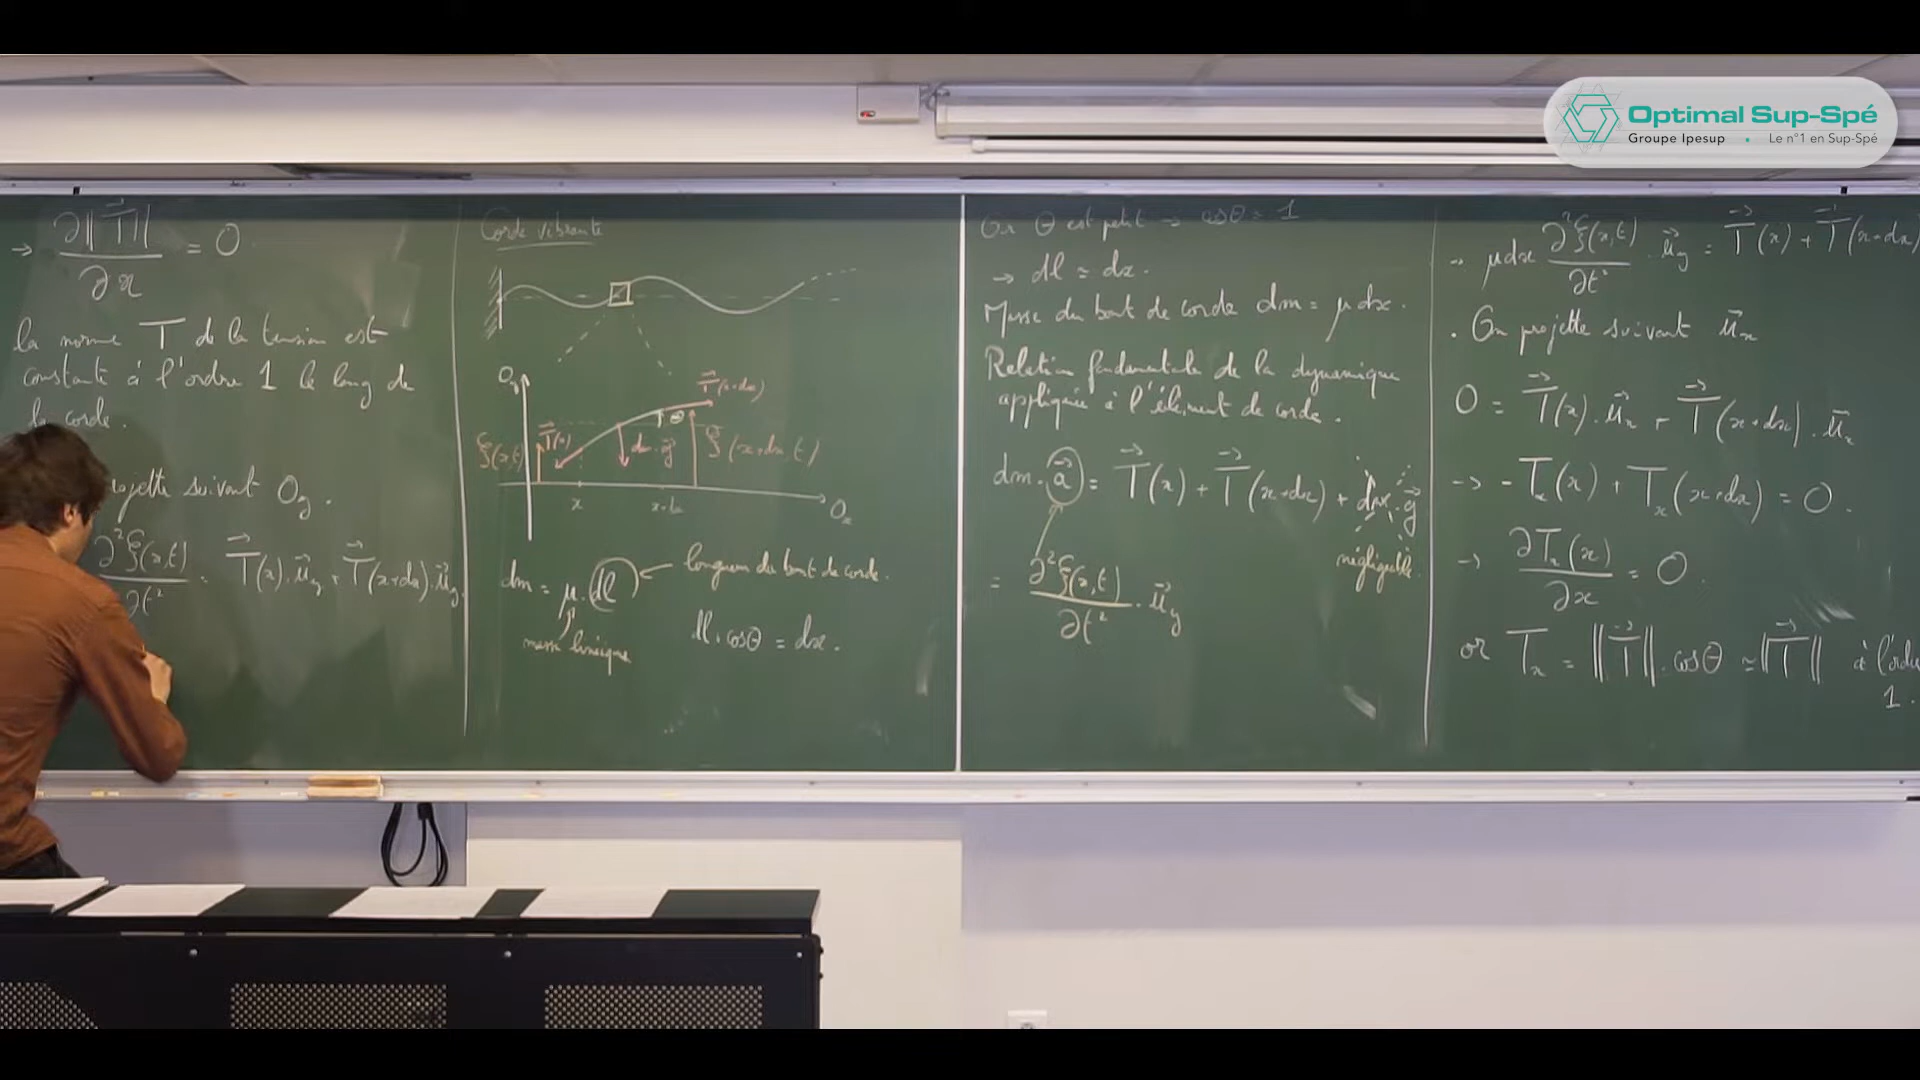 Optimal Sup-Spé
Groupe Ipesup • Le n°1 en Sup-Spé
→ ∂‖T⃗‖/∂x = 0
la norme T de la tension est
constante à l'ordre 1 le long de
la corde.
projette suivant Oy.
∂²ξ(x,t)/∂t² = T⃗(x).u⃗y + T⃗(x+dx).u⃗y
Corde vibrante
Oy
T⃗(x+dx)
θ
ξ(x,t)
T⃗(x)
dm.g⃗
ξ(x+dx,t)
x
x+dx
Ox
dm = μ.dl ← longueur du bout de corde.
masse linéique
dl.cosθ = dx.
Or θ est petit → cosθ ≈ 1
→ dl ≃ dx.
Masse du bout de corde dm = μdx.
Relation fondamentale de la dynamique
appliquée à l'élément de corde.
dm.a⃗ = T⃗(x) + T⃗(x+dx) + dm.g⃗
négligeable
= ∂²ξ(x,t)/∂t² . u⃗y
→ μdx ∂²ξ(x,t)/∂t² . u⃗y = T⃗(x) + T⃗(x+dx)
. On projette suivant u⃗x
0 = T⃗(x).u⃗x + T⃗(x+dx).u⃗x
→ -Tx(x) + Tx(x+dx) = 0.
→ ∂Tx(x)/∂x = 0.
or Tx = ‖T⃗‖.cosθ ≃ ‖T⃗‖ à l'ordre
1.